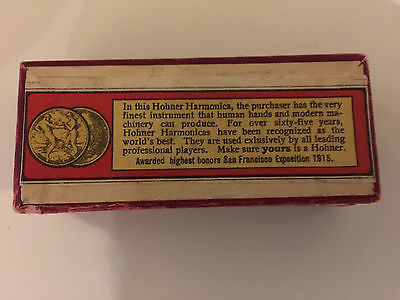 In this Hohner Harmonica, the purchaser has the very
finest instrument that human hands and modern ma-
chinery can produce. For over sixty-five years,
Hohner Harmonicas have been recognized as the
world's best. They are used exlusively by all leading
professional players. Make sure yours is a Hohner.
Awarded highest honors San Francisco Exposition 1915.